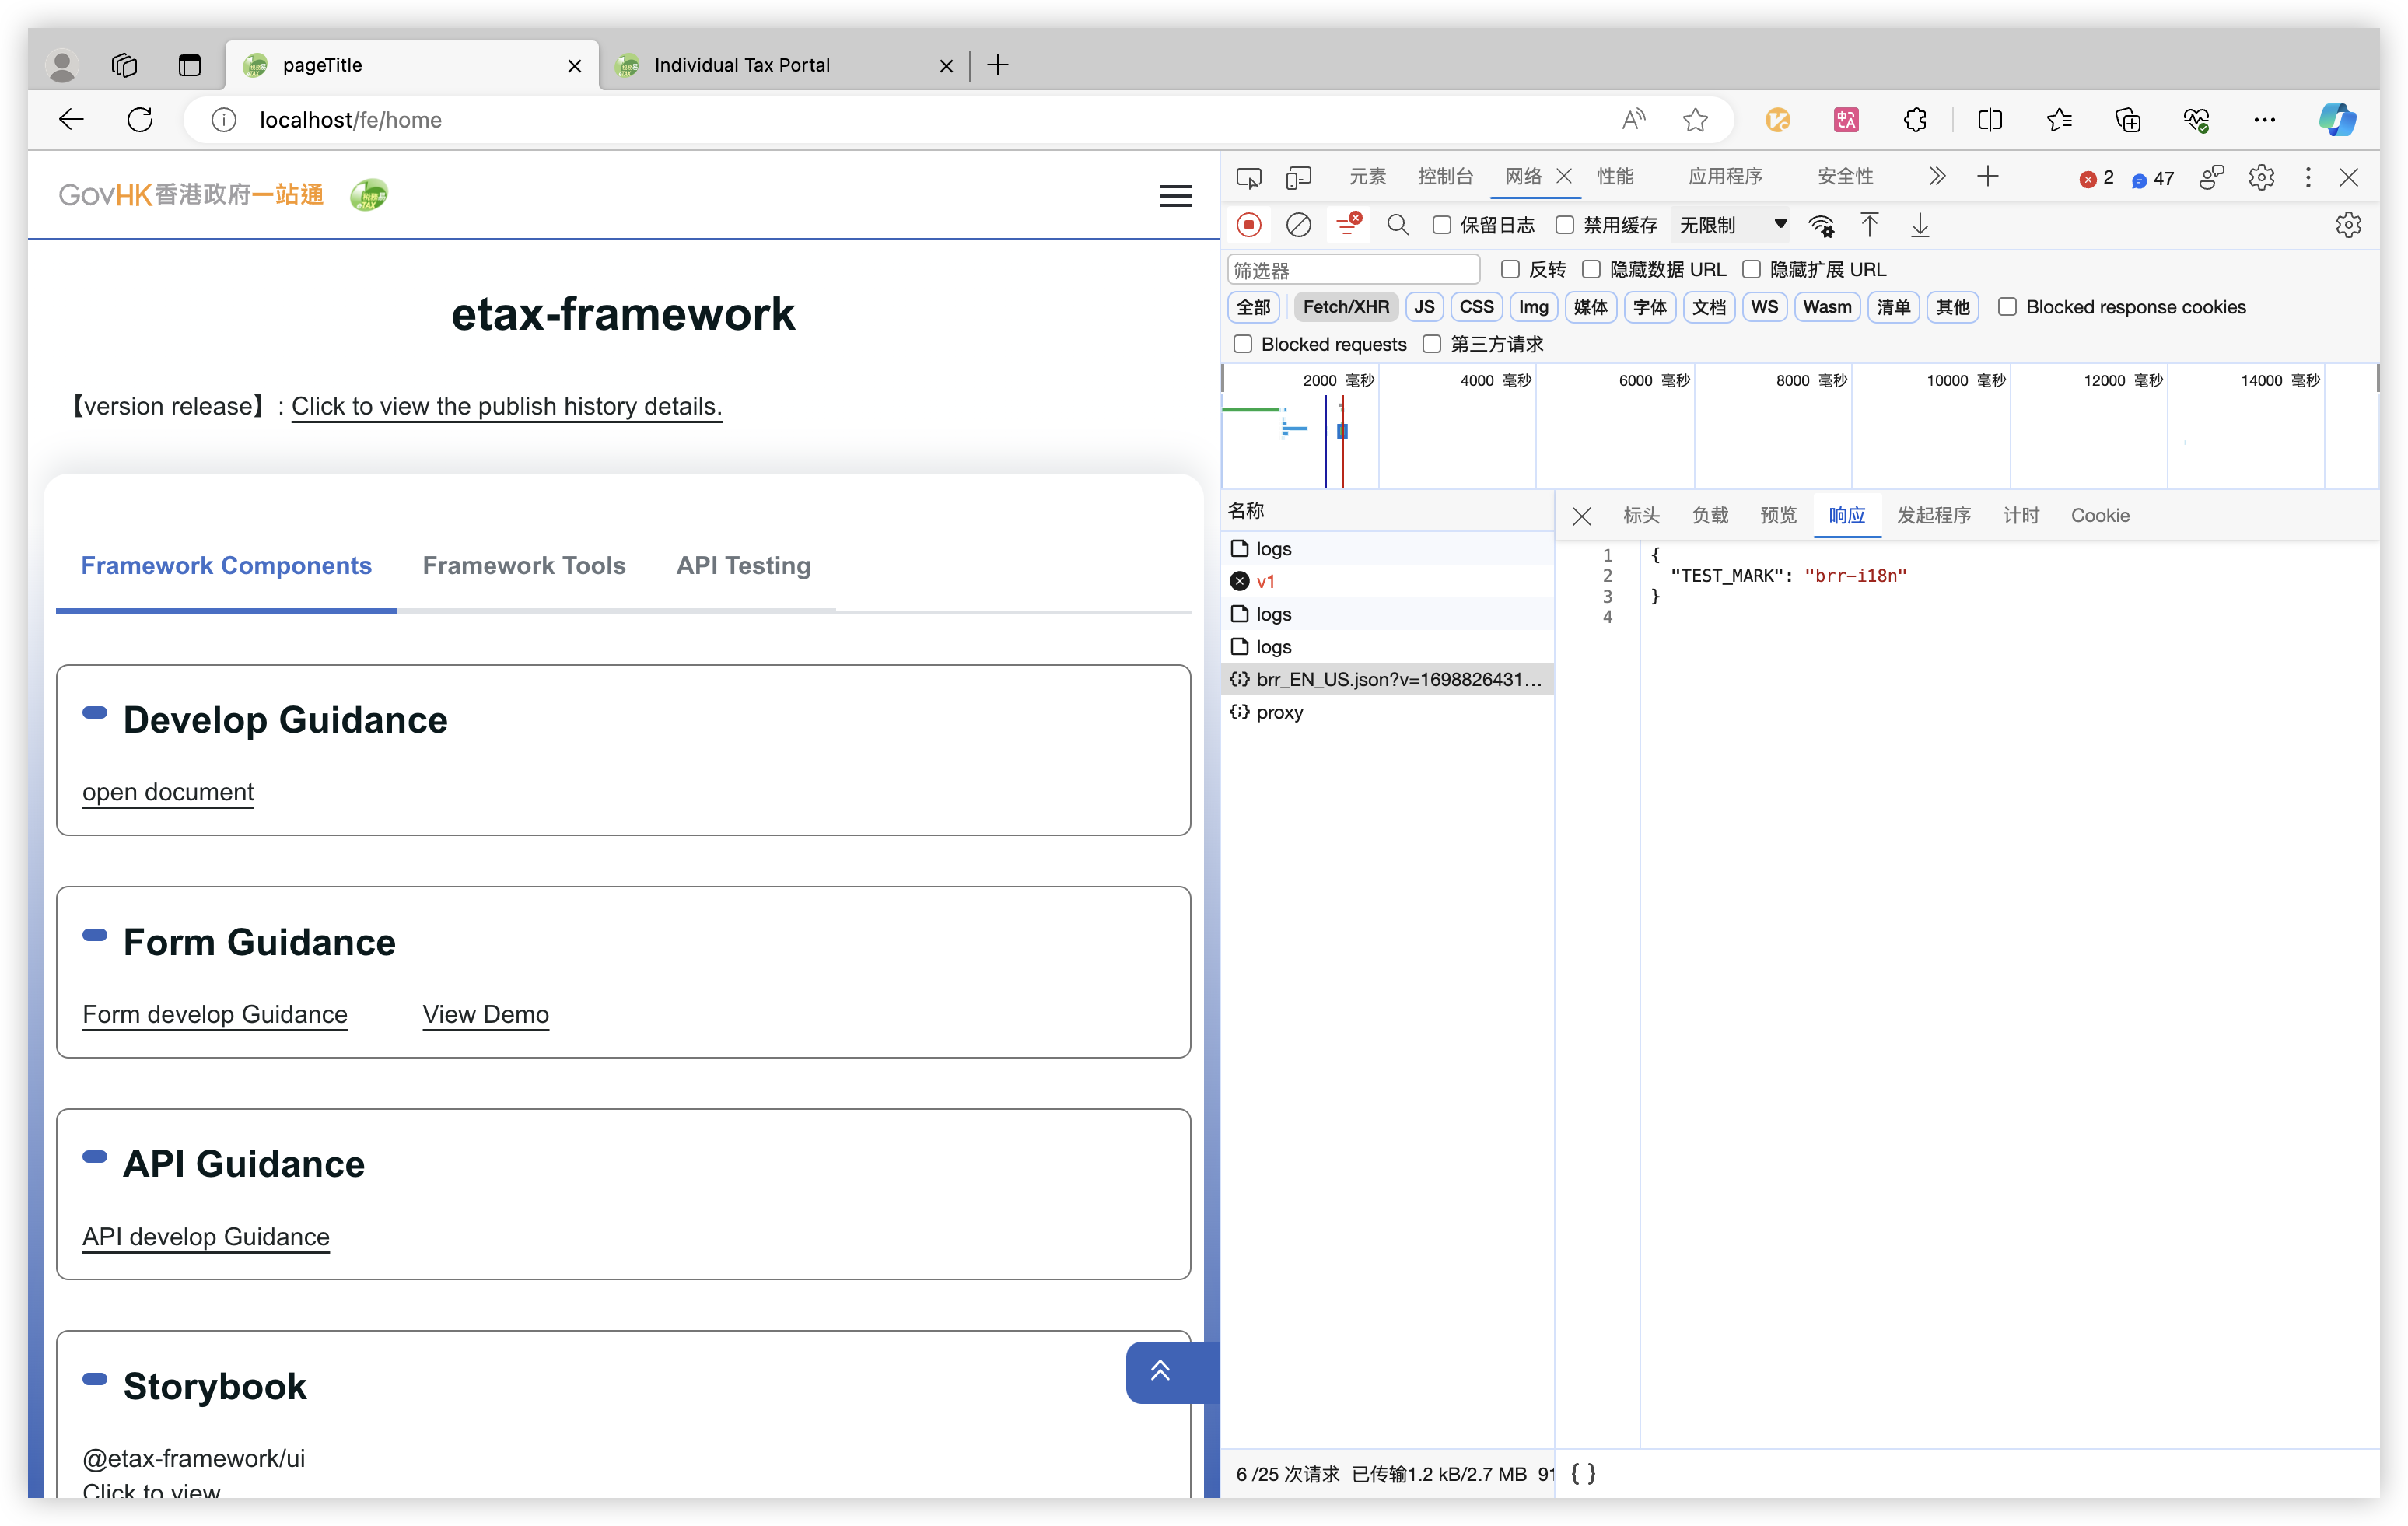 pageTitle
Individual Tax Portal
localhost/fe/home
GovHK香港政府一站通
etax-framework
【version release】: Click to view the publish history details.
Framework Components
Framework Tools
API Testing
Develop Guidance
open document
Form Guidance
Form develop Guidance
View Demo
API Guidance
API develop Guidance
Storybook
@etax-framework/ui
Click to view
元素 控制台 网络 性能 应用程序 安全性 2 47
保留日志 禁用缓存 无限制
筛选器 反转 隐藏数据 URL 隐藏扩展 URL
全部 Fetch/XHR JS CSS Img 媒体 字体 文档 WS Wasm 清单 其他 Blocked response cookies
Blocked requests 第三方请求
2000 毫秒 4000 毫秒 6000 毫秒 8000 毫秒 10000 毫秒 12000 毫秒 14000 毫秒
名称
logs
v1
logs
logs
brr_EN_US.json?v=1698826431...
proxy
标头 负载 预览 响应 发起程序 计时 Cookie
1 {
2 "TEST_MARK": "brr-i18n"
3 }
4
6 /25 次请求 已传输1.2 kB/2.7 MB 91
{ }